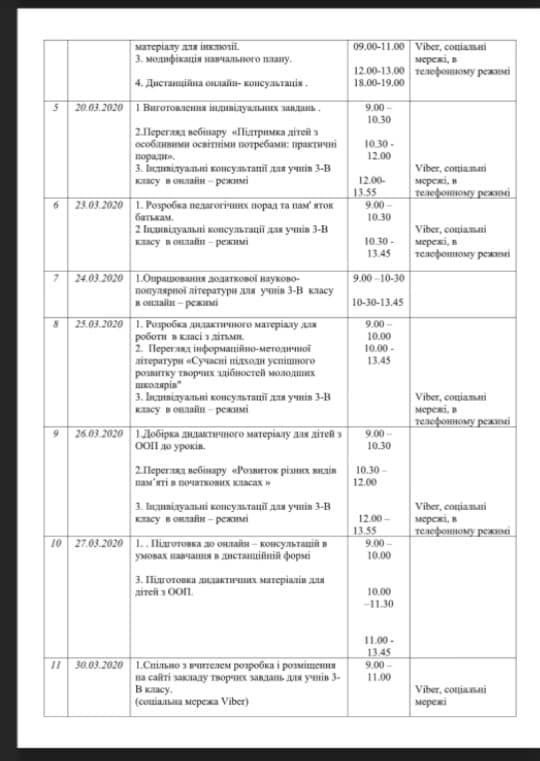 матеріалу для інклюзії.
3. модифікація навчального плану.
4. Дистанційна онлайн- консультація .
09.00-11.00
12.00-13.00
18.00-19.00
Viber, соціальні
мережі, в
телефонному режимі
5
20.03.2020
1 Виготовлення індивідуальних завдань .
2.Перегляд вебінару «Підтримка дітей з
особливими освітніми потребами: практичні
поради».
3. Індивідуальні консультації для учнів 3-В
класу в онлайн – режимі
9.00 –
10.30
10.30 -
12.00
12.00-
13.55
Viber, соціальні
мережі, в
телефонному режимі
6
23.03.2020
1. Розробка педагогічних порад та пам' яток
батькам.
2 Індивідуальні консультації для учнів 3-В
класу в онлайн – режимі
9.00 –
10.30
10.30 -
13.45
Viber, соціальні
мережі, в
телефонному режимі
7
24.03.2020
1.Опрацювання додаткової науково-
популярної літератури для учнів 3-В класу
в онлайн – режимі
9.00 –10-30
10-30-13.45
8
25.03.2020
1. Розробка дидактичного матеріалу для
роботи в класі з дітьми.
2. Перегляд інформаційно-методичної
літератури «Сучасні підходи успішного
розвитку творчих здібностей молодших
школярів"
3. Індивідуальні консультації для учнів 3-В
класу в онлайн – режимі
9.00 –
10.00
10.00 -
13.45
Viber, соціальні
мережі, в
телефонному режимі
9
26.03.2020
1.Добірка дидактичного матеріалу для дітей з
ООП до уроків.
2.Перегляд вебінару «Розвиток різних видів
пам'яті в початкових класах »
3. Індивідуальні консультації для учнів 3-В
класу в онлайн – режимі
9.00 –
10.30
10.30 –
12.00
12.00 –
13.55
Viber, соціальні
мережі, в
телефонному режимі
10
27.03.2020
1. . Підготовка до онлайн – консультацій в
умовах навчання в дистанційній формі
3. Підготовка дидактичних матеріалів для
дітей з ООП.
9.00 –
10.00
10.00
–11.30
11.00 -
13.45
11
30.03.2020
1.Спільно з вчителем розробка і розміщення
на сайті закладу творчих завдань для учнів 3-
В класу.
(соціальна мережа Viber)
9.00 –
11.00
Viber, соціальні
мережі